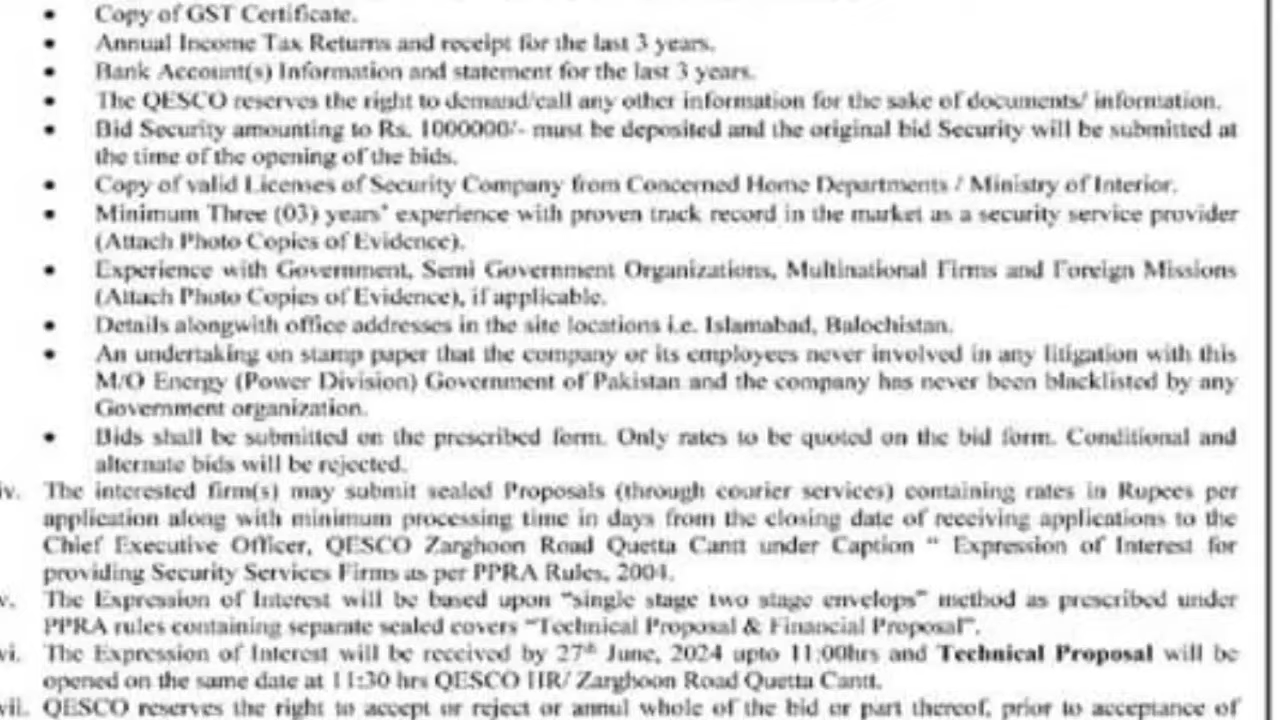 • Copy of GST Certificate.
• Annual Income Tax Returns and receipt for the last 3 years.
• Bank Account(s) Information and statement for the last 3 years.
• The QESCO reserves the right to demand/call any other information for the sake of documents/ information.
• Bid Security amounting to Rs. 1000000/- must be deposited and the original bid Security will be submitted at
the time of the opening of the bids.
• Copy of valid Licenses of Security Company from Concerned Home Departments / Ministry of Interior.
• Minimum Three (03) years' experience with proven track record in the market as a security service provider
(Attach Photo Copies of Evidence).
• Experience with Government, Semi Government Organizations, Multinational Firms and Foreign Missions
(Attach Photo Copies of Evidence), if applicable.
• Details alongwith office addresses in the site locations i.e. Islamabad, Balochistan.
• An undertaking on stamp paper that the company or its employees never involved in any litigation with this
M/O Energy (Power Division) Government of Pakistan and the company has never been blacklisted by any
Government organization.
• Bids shall be submitted on the prescribed form. Only rates to be quoted on the bid form. Conditional and
alternate bids will be rejected.
iv. The interested firm(s) may submit sealed Proposals (through courier services) containing rates in Rupees per
application along with minimum processing time in days from the closing date of receiving applications to the
Chief Executive Officer, QESCO Zarghoon Road Quetta Cantt under Caption " Expression of Interest for
providing Security Services Firms as per PPRA Rules, 2004.
v. The Expression of Interest will be based upon "single stage two stage envelops" method as prescribed under
PPRA rules containing separate sealed covers "Technical Proposal & Financial Proposal".
vi. The Expression of Interest will be received by 27th June, 2024 upto 11:00hrs and Technical Proposal will be
opened on the same date at 11:30 hrs QESCO HR/ Zarghoon Road Quetta Cantt.
vii. QESCO reserves the right to accept or reject or annul whole of the bid or part thereof, prior to acceptance of